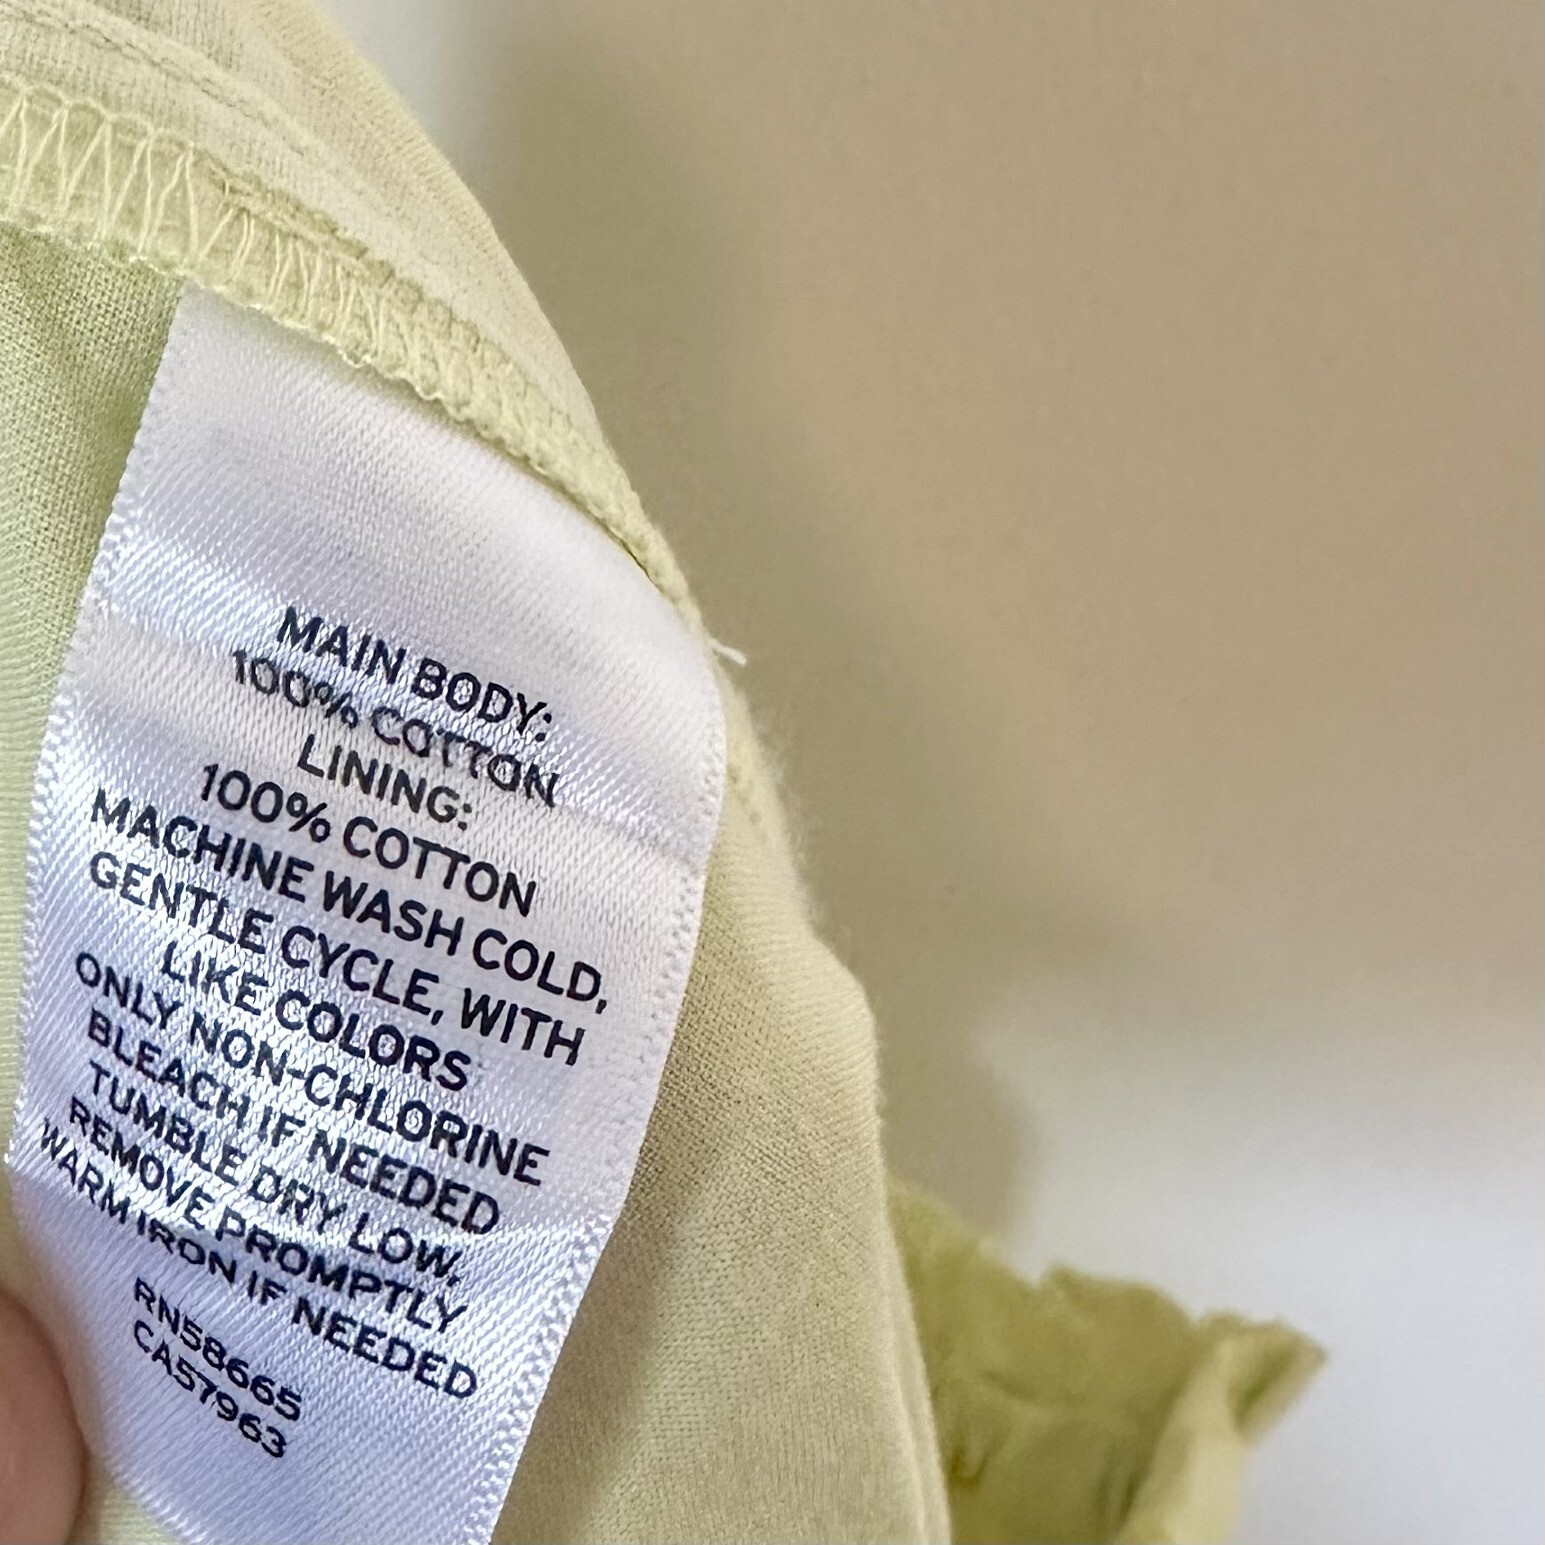 MAIN BODY:
100% COTTON
LINING:
100% COTTON
MACHINE WASH COLD,
GENTLE CYCLE, WITH
LIKE COLORS
ONLY NON-CHLORINE
BLEACH IF NEEDED
TUMBLE DRY LOW,
REMOVE PROMPTLY
WARM IRON IF NEEDED
RN58665
CA57963